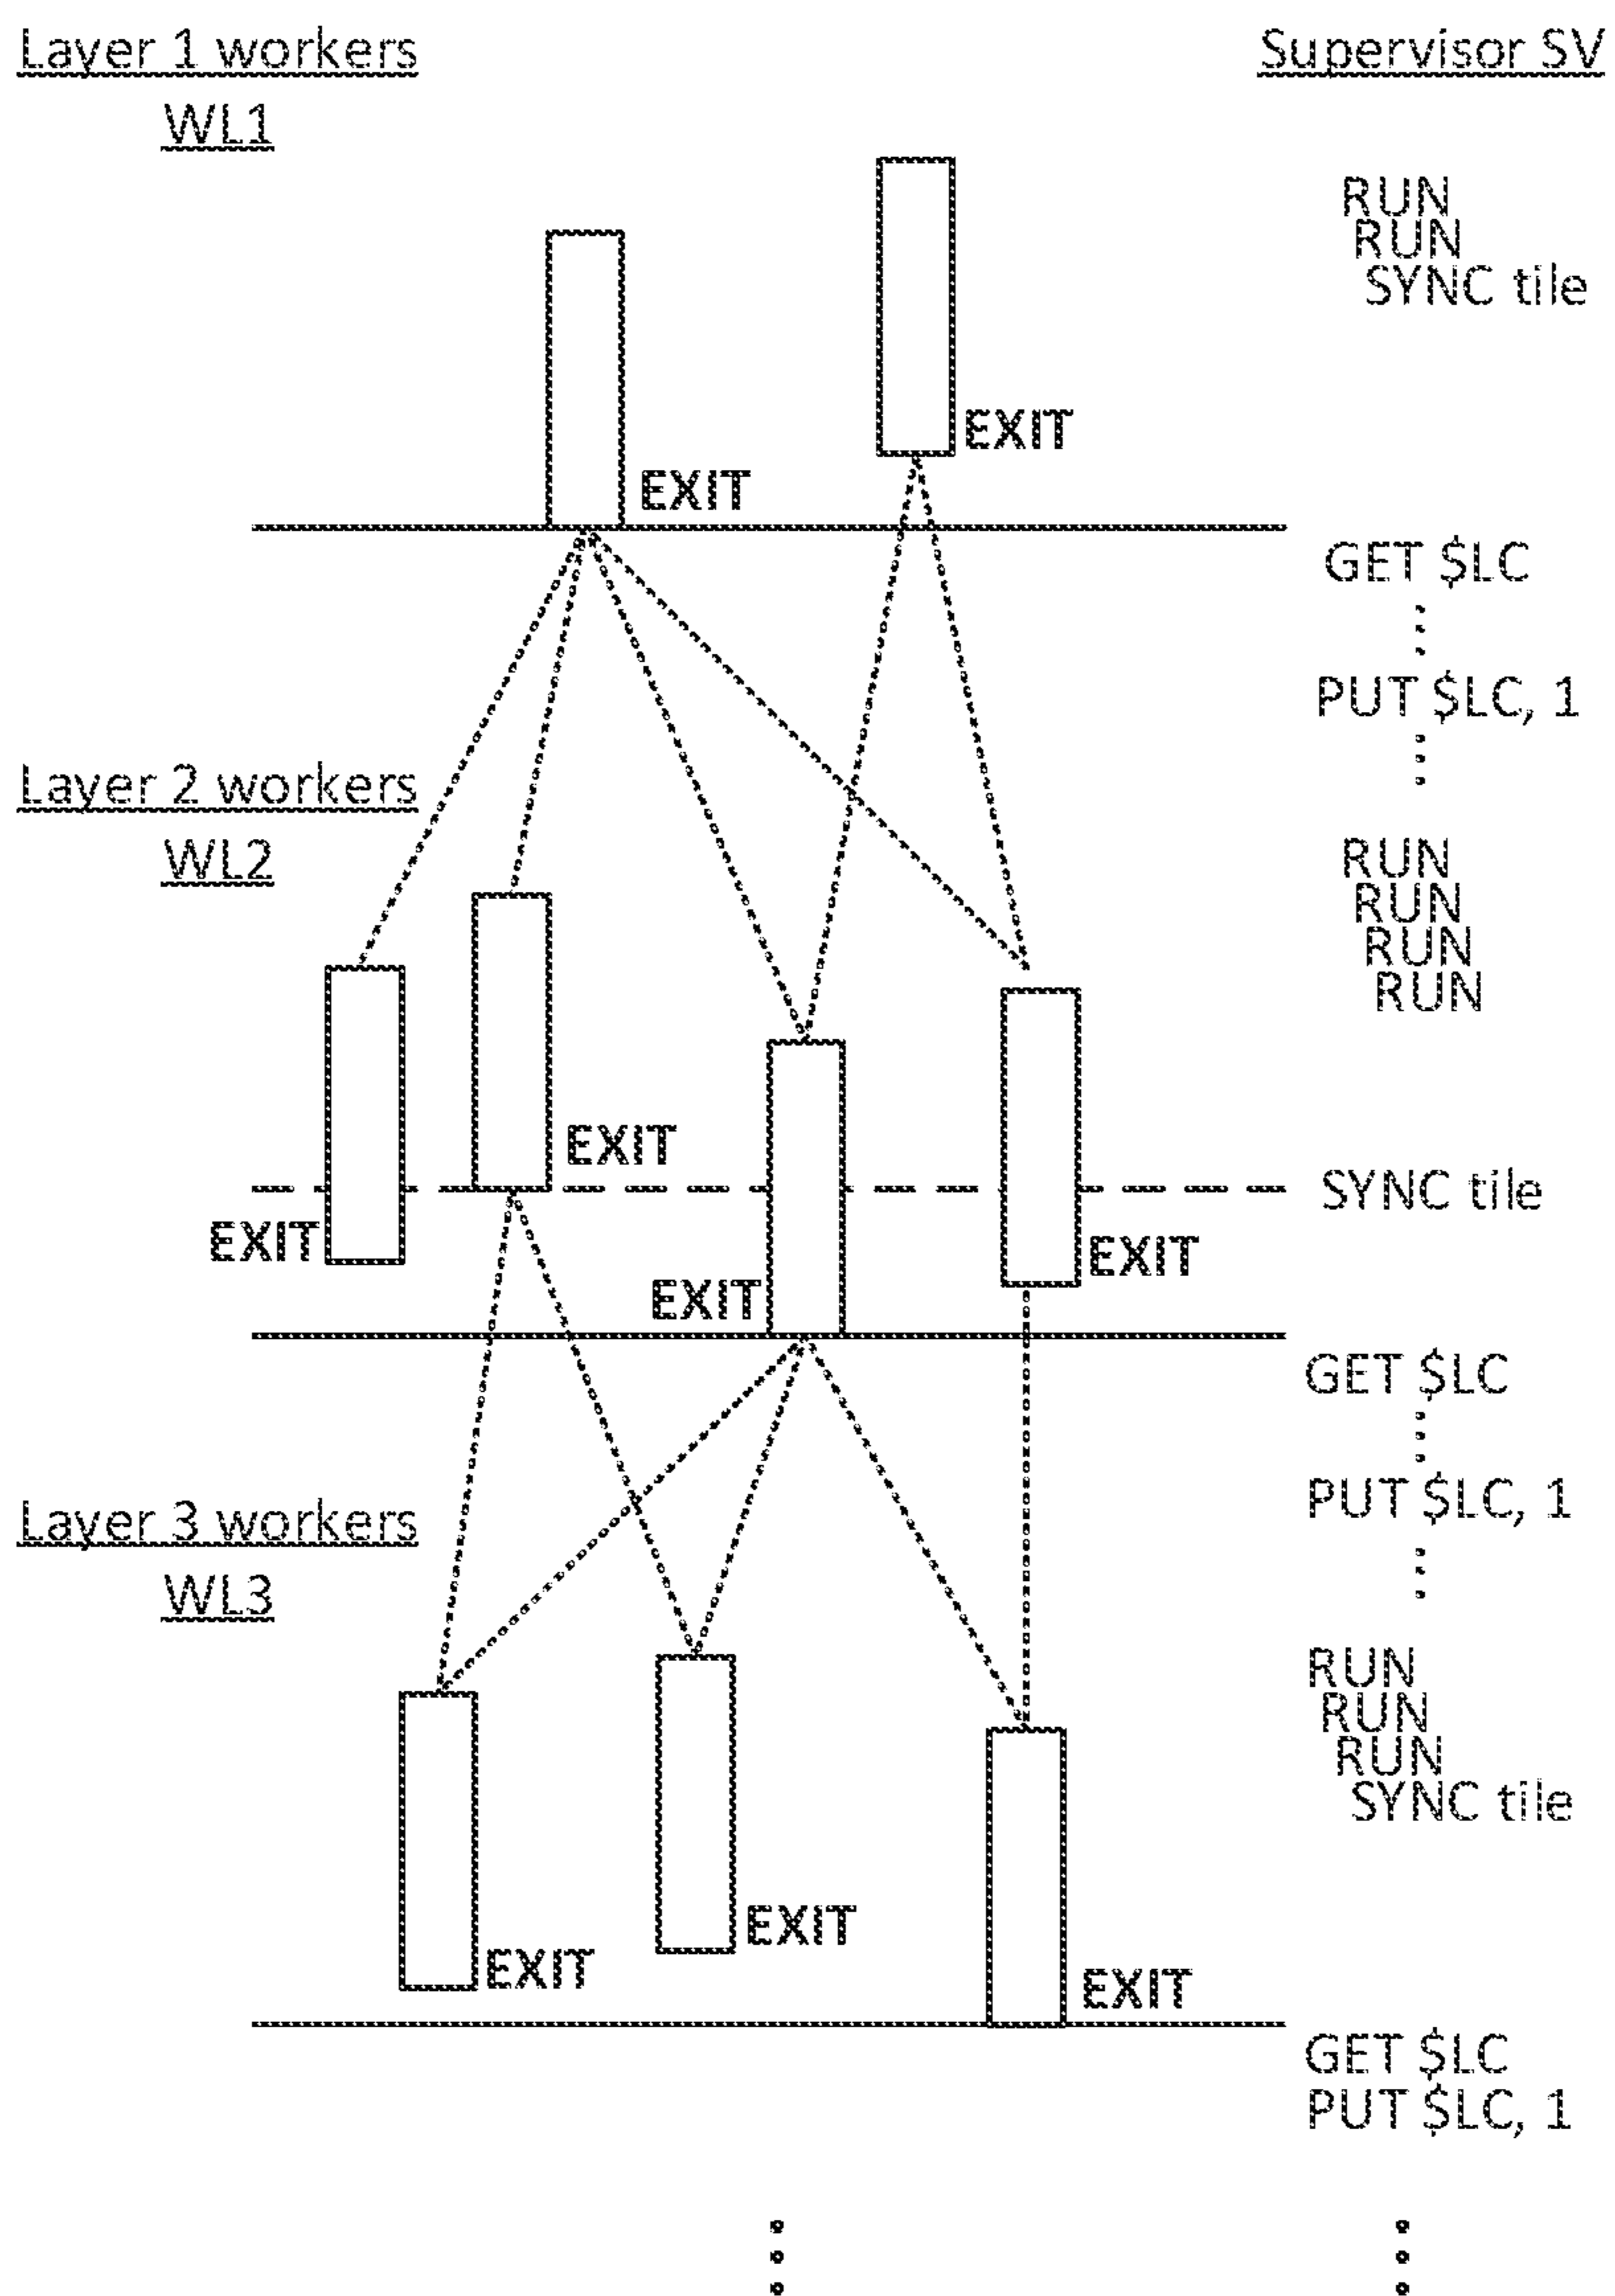 Layer 1 workers
WL1
Supervisor SV
RUN
RUN
SYNC tile
EXIT
EXIT
GET $LC
PUT $LC, 1
Layer 2 workers
WL2
RUN
RUN
RUN
RUN
EXIT
SYNC tile
EXIT
EXIT
EXIT
GET $LC
PUT $LC, 1
Layer 3 workers
WL3
RUN
RUN
RUN
SYNC tile
EXIT
EXIT
EXIT
GET $LC
PUT $LC, 1